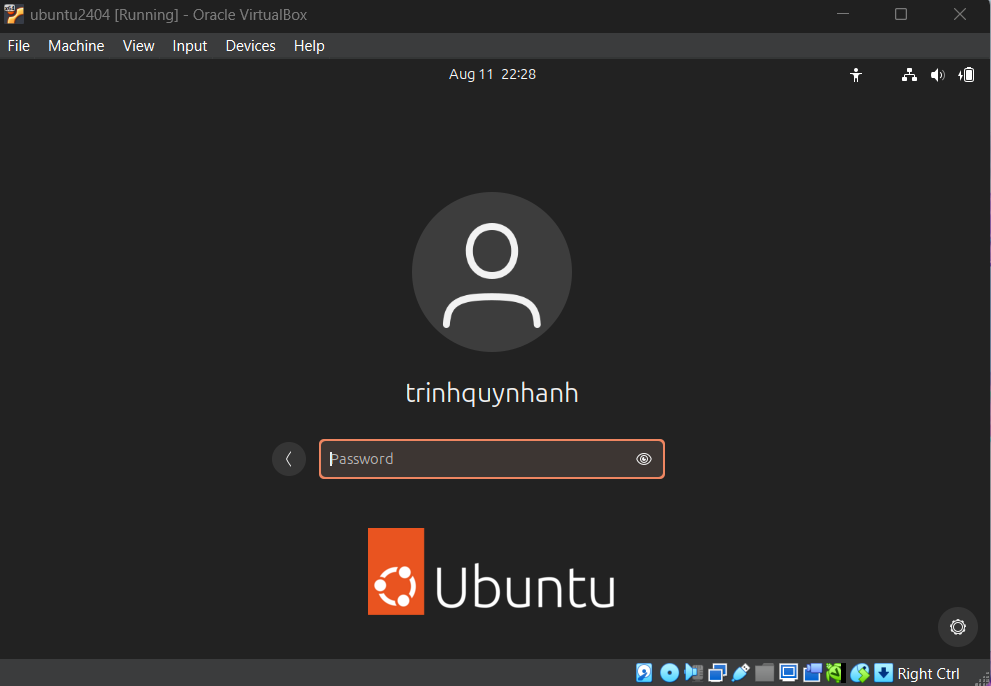 ubuntu2404 [Running] - Oracle VirtualBox
File Machine View Input Devices Help
Aug 11 22:28
trinhquynhanh
Password
Ubuntu
Right Ctrl